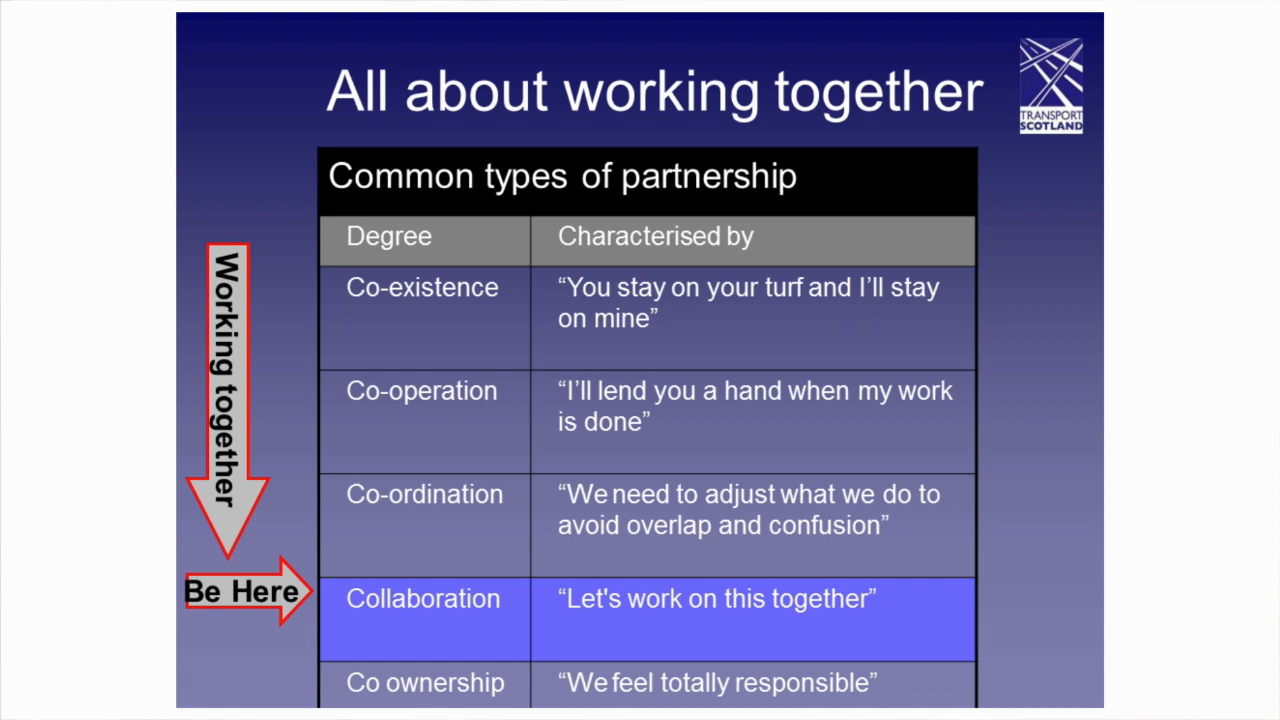 All about working together
TRANSPORT
SCOTLAND
Common types of partnership
Degree
Characterised by
Co-existence
“You stay on your turf and I’ll stay
on mine”
Co-operation
“I’ll lend you a hand when my work
is done”
Co-ordination
“We need to adjust what we do to
avoid overlap and confusion”
Collaboration
“Let's work on this together”
Co ownership
“We feel totally responsible”
Working together
Be Here